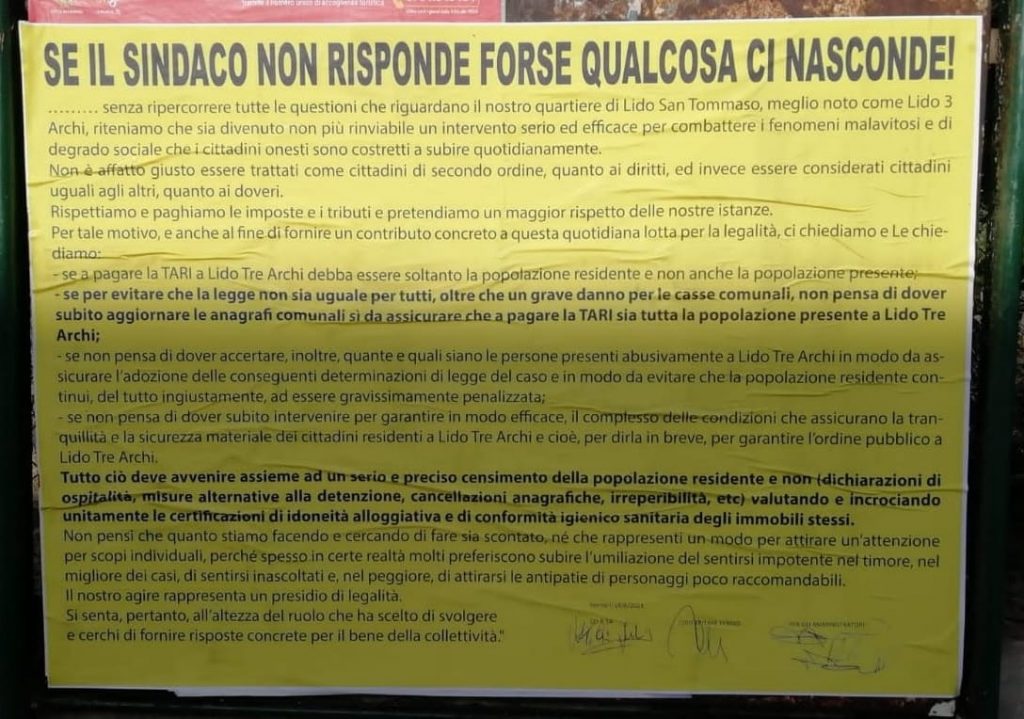 SE IL SINDACO NON RISPONDE FORSE QUALCOSA CI NASCONDE!
......... senza ripercorrere tutte le questioni che riguardano il nostro quartiere di Lido San Tommaso, meglio noto come Lido 3
Archi, riteniamo che sia divenuto non più rinviabile un intervento serio ed efficace per combattere i fenomeni malavitosi e di
degrado sociale che i cittadini onesti sono costretti a subire quotidianamente.
Non è affatto giusto essere trattati come cittadini di secondo ordine, quanto ai diritti, ed invece essere considerati cittadini
uguali agli altri, quanto ai doveri.
Rispettiamo e paghiamo le imposte e i tributi e pretendiamo un maggior rispetto delle nostre istanze.
Per tale motivo, e anche al fine di fornire un contributo concreto a questa quotidiana lotta per la legalità, ci chiediamo e Le chie-
diamo:
- se a pagare la TARI a Lido Tre Archi debba essere soltanto la popolazione residente e non anche la popolazione presente;
- se per evitare che la legge non sia uguale per tutti, oltre che un grave danno per le casse comunali, non pensa di dover
subito aggiornare le anagrafi comunali sì da assicurare che a pagare la TARI sia tutta la popolazione presente a Lido Tre
Archi;
- se non pensa di dover accertare, inoltre, quante e quali siano le persone presenti abusivamente a Lido Tre Archi in modo da as-
sicurare l'adozione delle conseguenti determinazioni di legge del caso e in modo da evitare che la popolazione residente con-
tinui, del tutto ingiustamente, ad essere gravissimamente penalizzata;
- se non pensa di dover subito intervenire per garantire in modo efficace, il complesso delle condizioni che assicurano la tran-
quillità e la sicurezza materiale dei cittadini residenti a Lido Tre Archi e cioè, per dirla in breve, per garantire l'ordine pubblico a
Lido Tre Archi.
Tutto ciò deve avvenire assieme ad un serio e preciso censimento della popolazione residente e non (dichiarazioni di
ospitalità, misure alternative alla detenzione, cancellazioni anagrafiche, irreperibilità, etc) valutando e incrociando
unitamente le certificazioni di idoneità alloggiativa e di conformità igienico sanitaria degli immobili stessi.
Non pensi che quanto stiamo facendo e cercando di fare sia scontato, né che rappresenti un modo per attirare un'attenzione
per scopi individuali, perché spesso in certe realtà molti preferiscono subire l'umiliazione del sentirsi impotente nel timore, nel
migliore dei casi, di sentirsi inascoltati e, nel peggiore, di attirarsi le antipatie di personaggi poco raccomandabili.
Il nostro agire rappresenta un presidio di legalità.
Si senta, pertanto, all'altezza del ruolo che ha scelto di svolgere
e cerchi di fornire risposte concrete per il bene della collettività."
PER GLI AMMINISTRATORI